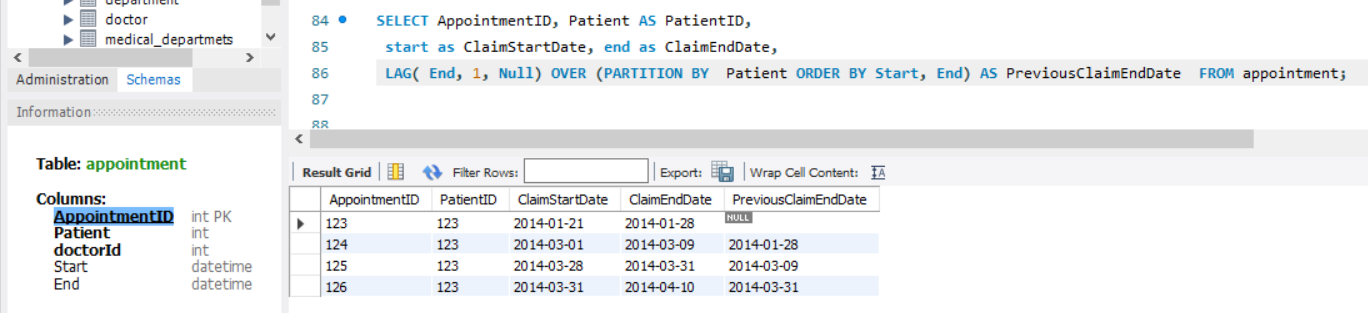 department
doctor
medical_departmets
Administration Schemas
Information
Table: appointment
Columns:
AppointmentID int PK
Patient int
doctorId int
Start datetime
End datetime
84 SELECT AppointmentID, Patient AS PatientID,
85 start as ClaimStartDate, end as ClaimEndDate,
86 LAG( End, 1, Null) OVER (PARTITION BY Patient ORDER BY Start, End) AS PreviousClaimEndDate FROM appointment;
87
88
Result Grid Filter Rows: Export: Wrap Cell Content:
AppointmentID PatientID ClaimStartDate ClaimEndDate PreviousClaimEndDate
123 123 2014-01-21 2014-01-28 NULL
124 123 2014-03-01 2014-03-09 2014-01-28
125 123 2014-03-28 2014-03-31 2014-03-09
126 123 2014-03-31 2014-04-10 2014-03-31